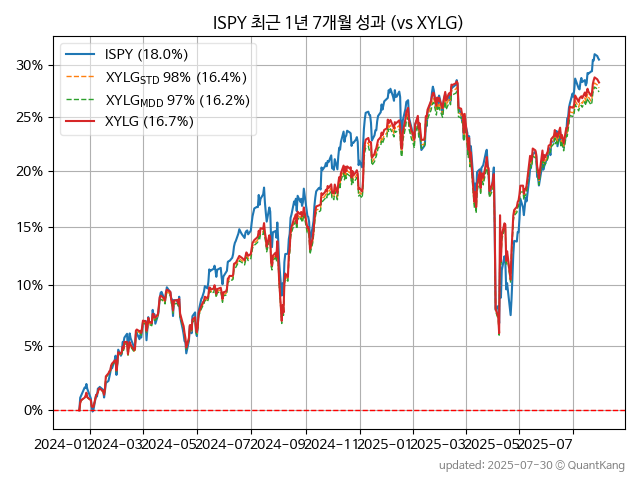 ISPY 최근 1년 7개월 성과 (vs XYLG)
ISPY (18.0%)
XYLG_STD 98% (16.4%)
XYLG_MDD 97% (16.2%)
XYLG (16.7%)
30%
25%
20%
15%
10%
5%
0%
2024-01 2024-03 2024-05 2024-07 2024-09 2024-11 2025-01 2025-03 2025-05 2025-07
updated: 2025-07-30 © QuantKang